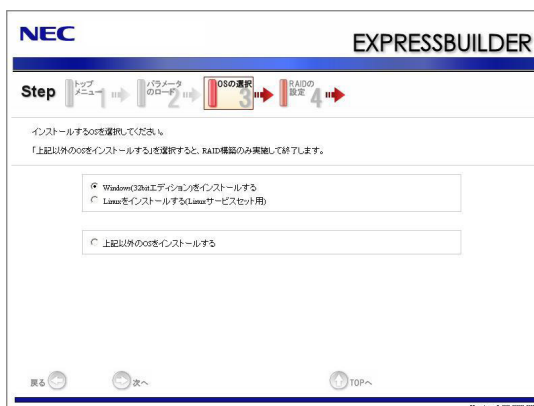 NEC
EXPRESSBUILDER
Step トップメニュー 1 パラメータのロード 2 OSの選択 3 RAIDの設定 4
インストールするOSを選択してください。
「上記以外のOSをインストールする」を選択すると、RAID構築のみ実施して終了します。
Windows(32bitエディション)をインストールする
Linuxをインストールする(Linuxサービスセット用)
上記以外のOSをインストールする
戻る 次へ TOPへ